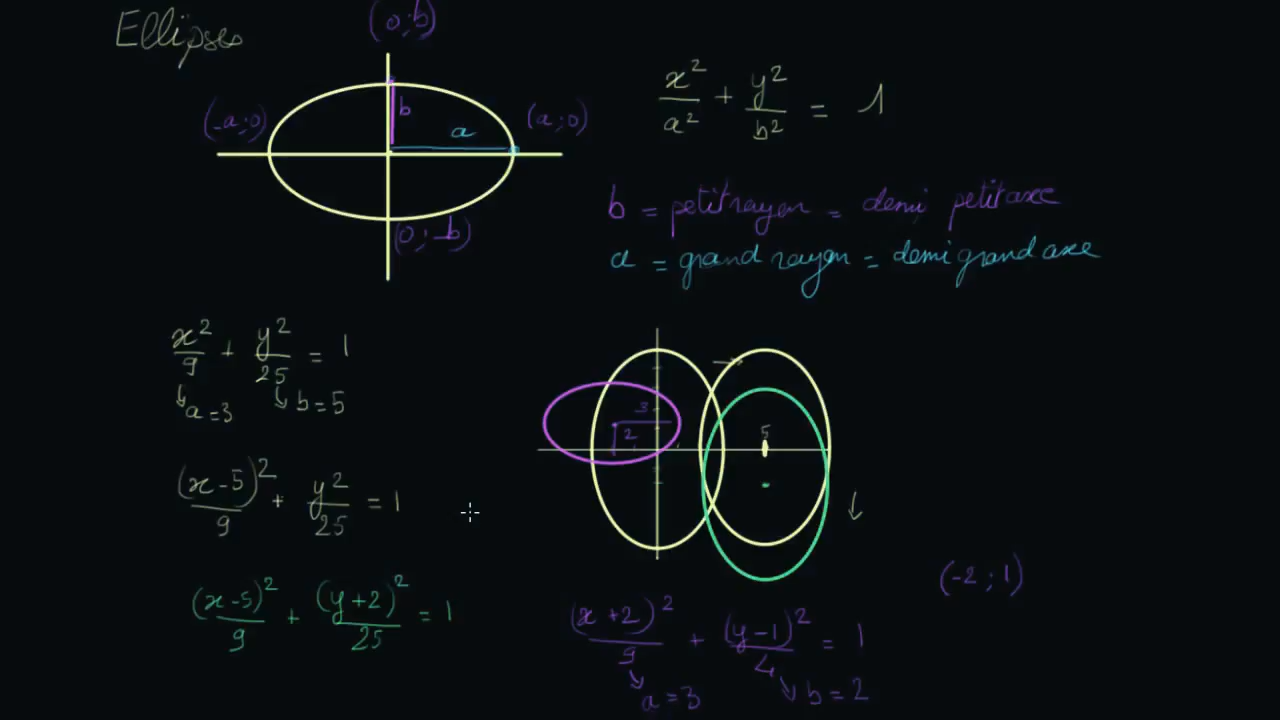 Ellipses
(0;b)
(-a;0)
b
a
(a;0)
(0;-b)
x²/a² + y²/b² = 1
b = petit rayon = demi petit axe
a = grand rayon = demi grand axe
x²/9 + y²/25 = 1
↳ a=3 ↳ b=5
(x-5)²/9 + y²/25 = 1
(x-5)²/9 + (y+2)²/25 = 1
3
2
5
(-2;1)
(x+2)²/9 + (y-1)²/4 = 1
↳ a=3 ↳ b=2